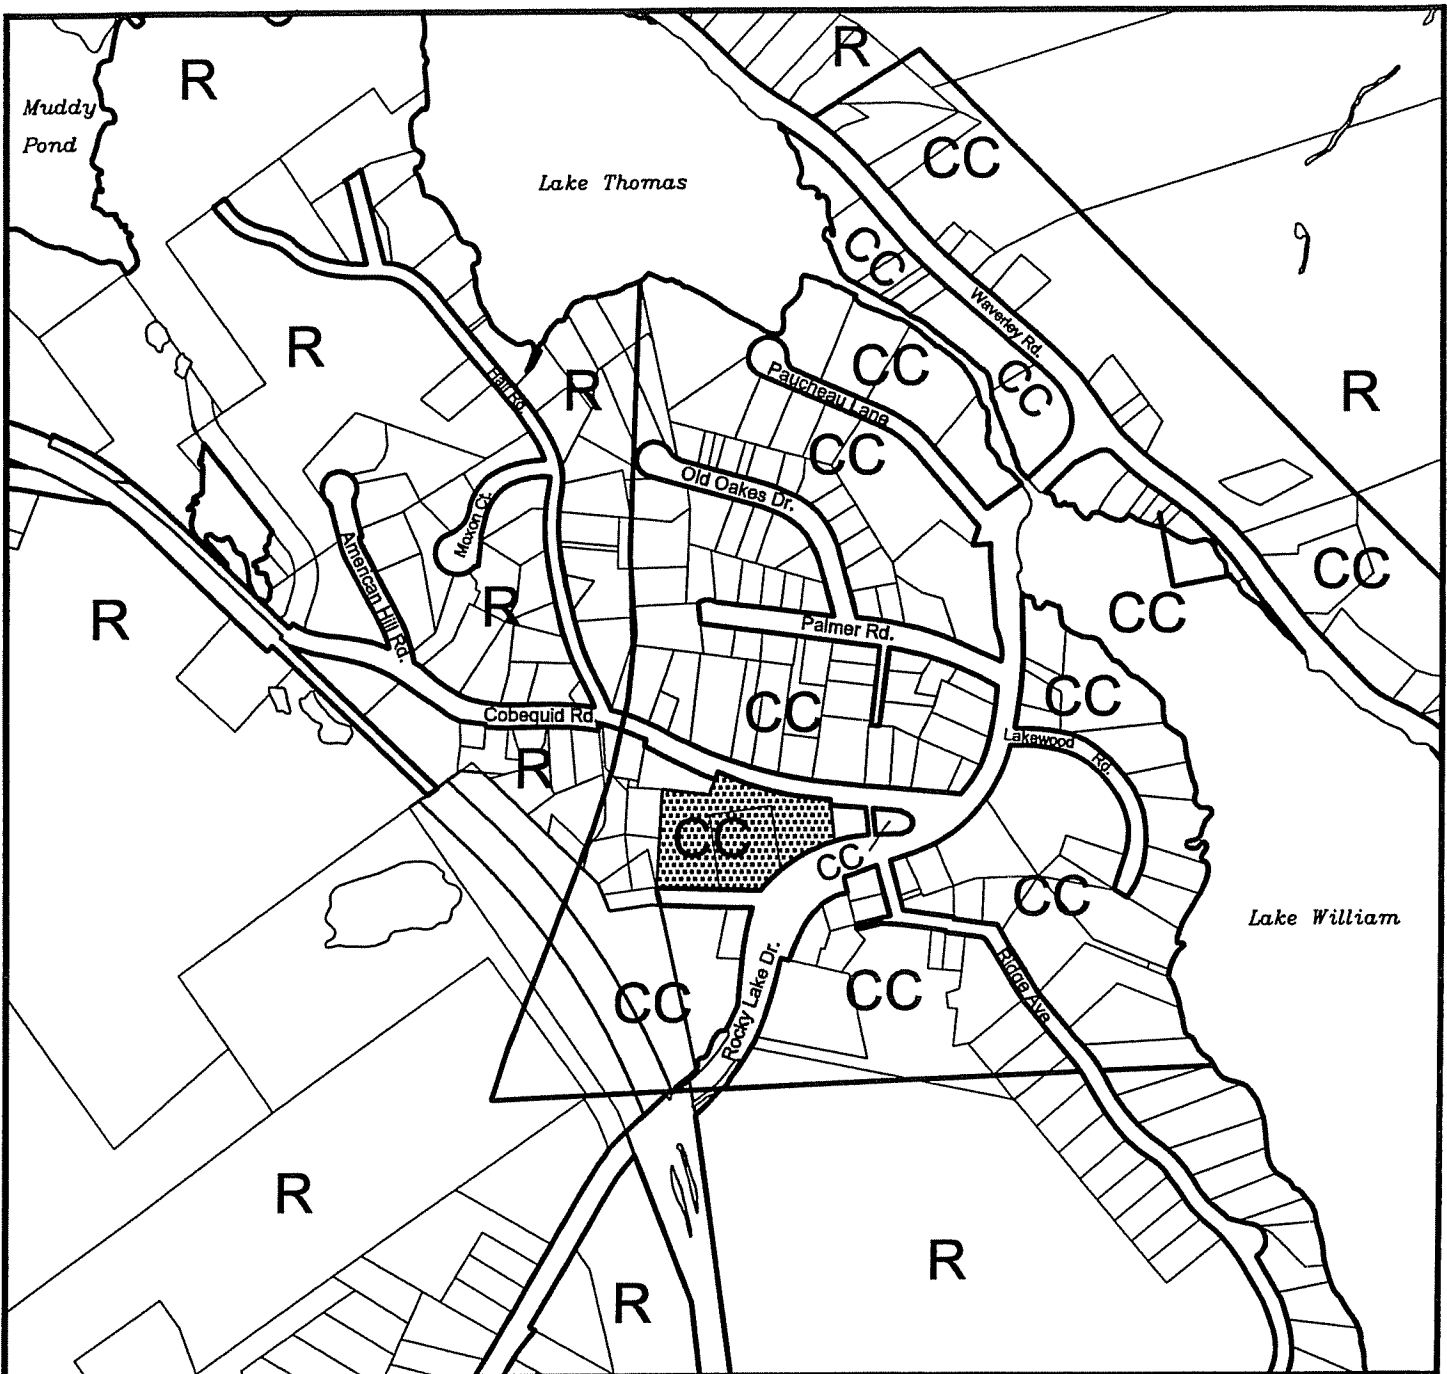 R
R
Muddy
Pond
CC
Lake Thomas
CC
Waverley Rd.
R
CC
CC
Paucheau Lane
Hall Rd.
R
R
CC
Old Oakes Dr.
Moxon Ct.
American Hill Rd.
CC
R
R
CC
Palmer Rd.
CC
CC
Cobequid Rd.
Lakewood
Rd.
R
CC
CC
CC
Lake William
Rocky Lake Dr.
CC
Ridge Ave
CC
R
R
R